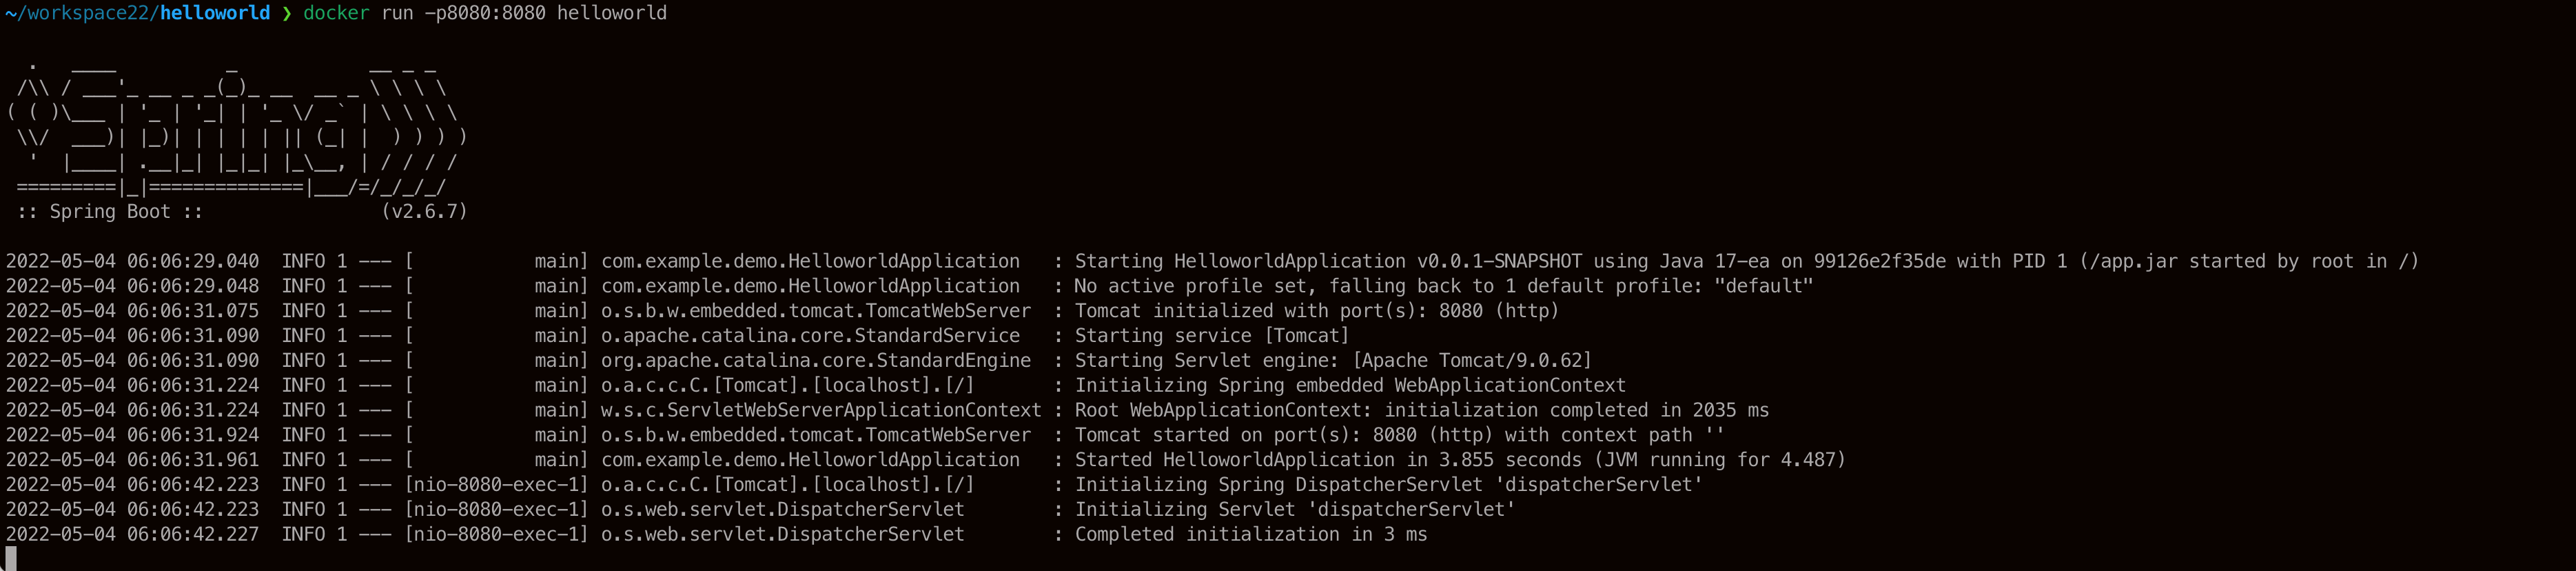 ~/workspace22/helloworld ❯ docker run -p8080:8080 helloworld

  .   ____          _            __ _ _
 /\\ / ___'_ __ _ _(_)_ __  __ _ \ \ \ \
( ( )\___ | '_ | '_| | '_ \/ _` | \ \ \ \
 \\/  ___)| |_)| | | | | || (_| |  ) ) ) )
  '  |____| .__|_| |_|_| |_\__, | / / / /
 =========|_|==============|___/=/_/_/_/
 :: Spring Boot ::                (v2.6.7)

2022-05-04 06:06:29.040  INFO 1 --- [           main] com.example.demo.HelloworldApplication   : Starting HelloworldApplication v0.0.1-SNAPSHOT using Java 17-ea on 99126e2f35de with PID 1 (/app.jar started by root in /)
2022-05-04 06:06:29.048  INFO 1 --- [           main] com.example.demo.HelloworldApplication   : No active profile set, falling back to 1 default profile: "default"
2022-05-04 06:06:31.075  INFO 1 --- [           main] o.s.b.w.embedded.tomcat.TomcatWebServer  : Tomcat initialized with port(s): 8080 (http)
2022-05-04 06:06:31.090  INFO 1 --- [           main] o.apache.catalina.core.StandardService   : Starting service [Tomcat]
2022-05-04 06:06:31.090  INFO 1 --- [           main] org.apache.catalina.core.StandardEngine  : Starting Servlet engine: [Apache Tomcat/9.0.62]
2022-05-04 06:06:31.224  INFO 1 --- [           main] o.a.c.c.C.[Tomcat].[localhost].[/]       : Initializing Spring embedded WebApplicationContext
2022-05-04 06:06:31.224  INFO 1 --- [           main] w.s.c.ServletWebServerApplicationContext : Root WebApplicationContext: initialization completed in 2035 ms
2022-05-04 06:06:31.924  INFO 1 --- [           main] o.s.b.w.embedded.tomcat.TomcatWebServer  : Tomcat started on port(s): 8080 (http) with context path ''
2022-05-04 06:06:31.961  INFO 1 --- [           main] com.example.demo.HelloworldApplication   : Started HelloworldApplication in 3.855 seconds (JVM running for 4.487)
2022-05-04 06:06:42.223  INFO 1 --- [nio-8080-exec-1] o.a.c.c.C.[Tomcat].[localhost].[/]       : Initializing Spring DispatcherServlet 'dispatcherServlet'
2022-05-04 06:06:42.223  INFO 1 --- [nio-8080-exec-1] o.s.web.servlet.DispatcherServlet        : Initializing Servlet 'dispatcherServlet'
2022-05-04 06:06:42.227  INFO 1 --- [nio-8080-exec-1] o.s.web.servlet.DispatcherServlet        : Completed initialization in 3 ms